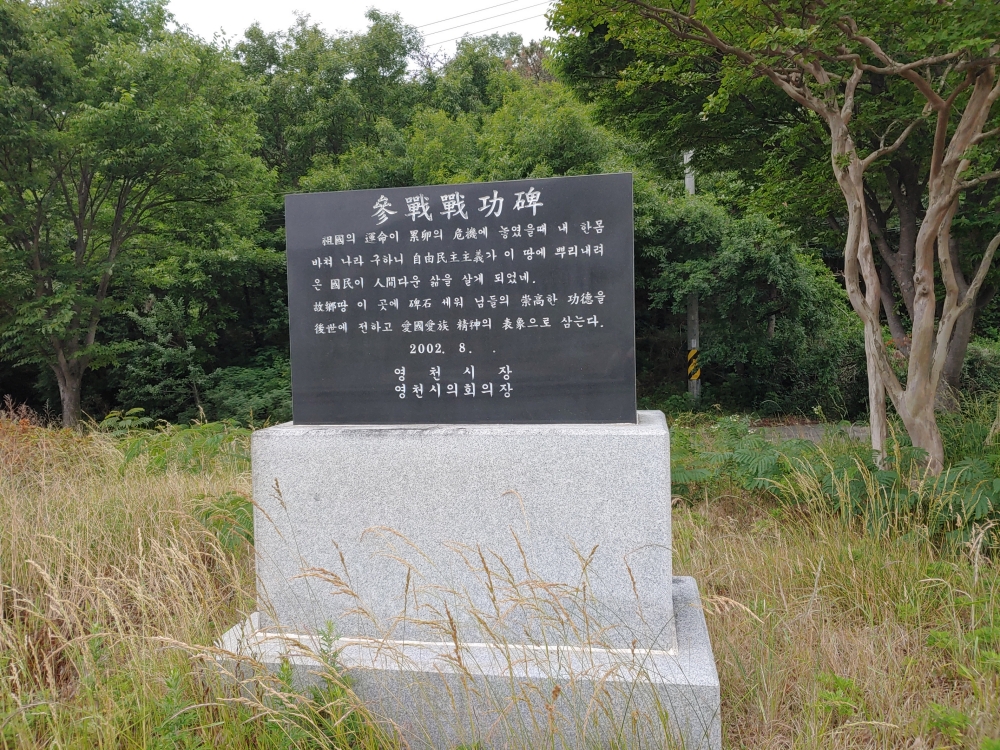 參戰戰功碑
祖國의 運命이 累卵의 危機에 놓였을때 내 한몸
바쳐 나라 구하니 自由民主主義가 이 땅에 뿌리내려
은 國民이 人間다운 삶을 살게 되었네.
故鄕땅 이 곳에 碑石 세워 님들의 崇高한 功德을
後世에 전하고 愛國愛族 精神의 表象으로 삼는다.
2002. 8. .
영 천 시 장
영천시의회의장